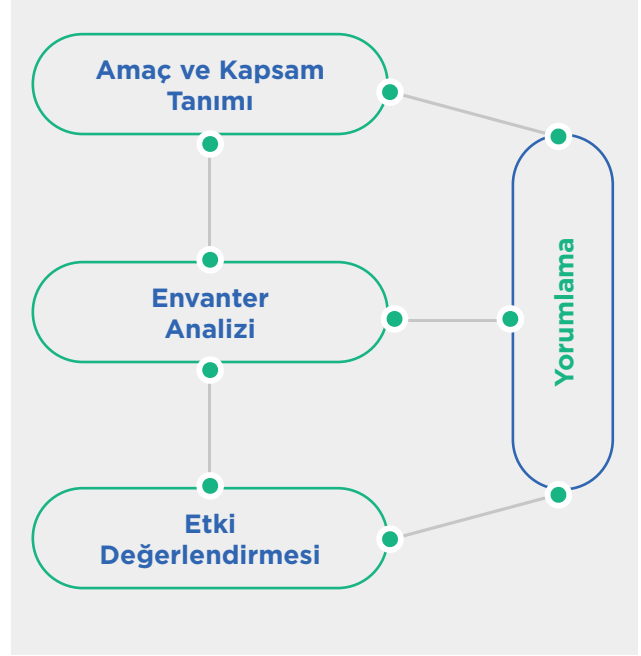 Amaç ve Kapsam
Tanımı
Envanter
Analizi
Etki
Değerlendirmesi
Yorumlama